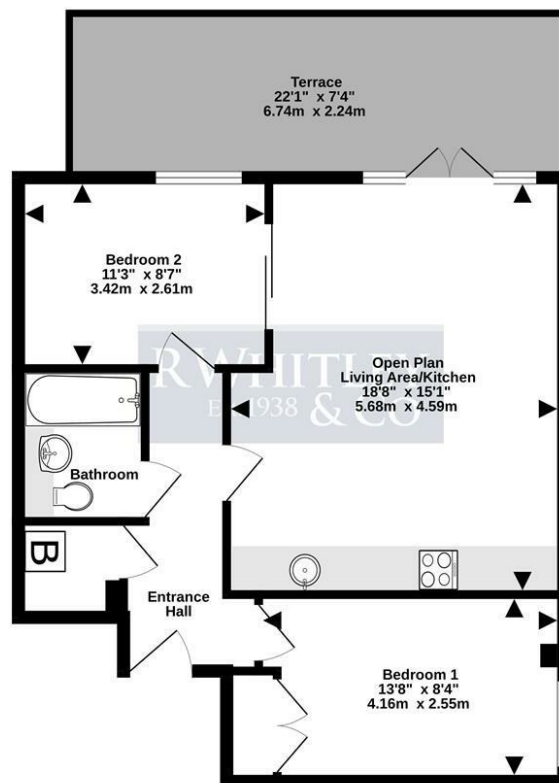 Terrace
22'1" x 7'4"
6.74m x 2.24m
Bedroom 2
11'3" x 8'7"
3.42m x 2.61m
R WHITLEY
EST 1938 & CO
Open Plan
Living Area/Kitchen
18'8" x 15'1"
5.68m x 4.59m
Bathroom
B
Entrance
Hall
Bedroom 1
13'8" x 8'4"
4.16m x 2.55m